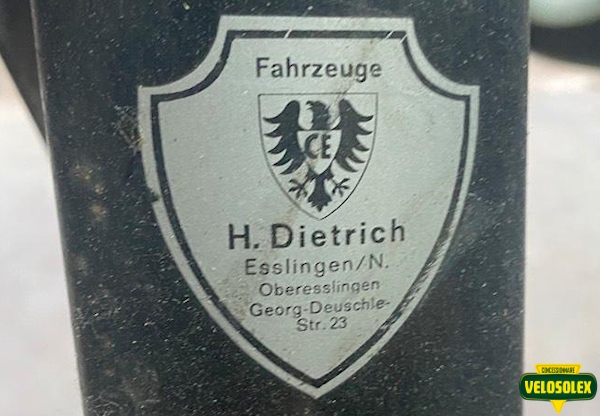 Fahrzeuge
CE
H. Dietrich
Esslingen/N.
Oberesslingen
Georg-Deuschle-
Str. 23
CONCESSIONNAIRE
VELOSOLEX